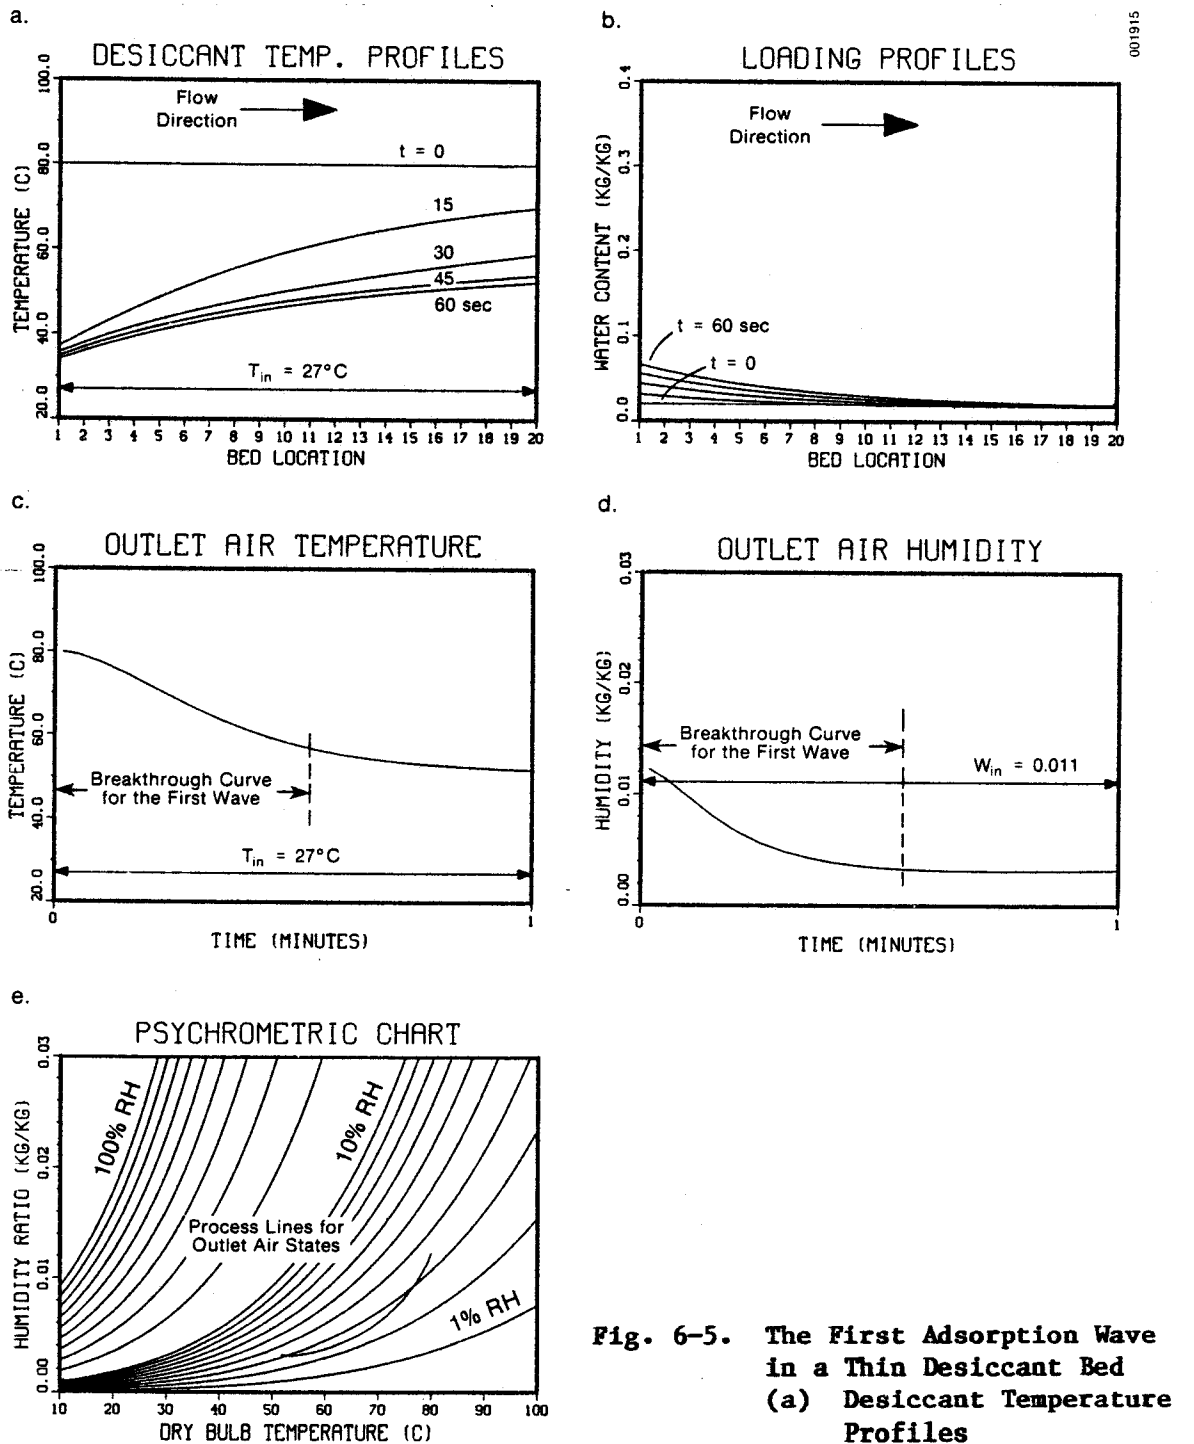 a.
DESICCANT TEMP. PROFILES
100.0
80.0
60.0
40.0
20.0
TEMPERATURE (C)
Flow
Direction
t = 0
15
30
45
60 sec
Tin = 27°C
1 2 3 4 5 6 7 8 9 10 11 12 13 14 15 16 17 18 19 20
BED LOCATION
b.
001915
LOADING PROFILES
0.4
0.3
0.2
0.1
0.0
WATER CONTENT (KG/KG)
Flow
Direction
t = 60 sec
t = 0
1 2 3 4 5 6 7 8 9 10 11 12 13 14 15 16 17 18 19 20
BED LOCATION
c.
OUTLET AIR TEMPERATURE
100.0
80.0
60.0
40.0
20.0
TEMPERATURE (C)
Breakthrough Curve
for the First Wave
Tin = 27°C
0 1
TIME (MINUTES)
d.
OUTLET AIR HUMIDITY
0.03
0.02
0.01
0.00
HUMIDITY (KG/KG)
Breakthrough Curve
for the First Wave
Win = 0.011
0 1
TIME (MINUTES)
e.
PSYCHROMETRIC CHART
0.03
0.02
0.01
0.00
HUMIDITY RATIO (KG/KG)
100% RH
10% RH
Process Lines for
Outlet Air States
1% RH
10 20 30 40 50 60 70 80 90 100
DRY BULB TEMPERATURE (C)
Fig. 6-5. The First Adsorption Wave
in a Thin Desiccant Bed
(a) Desiccant Temperature
Profiles